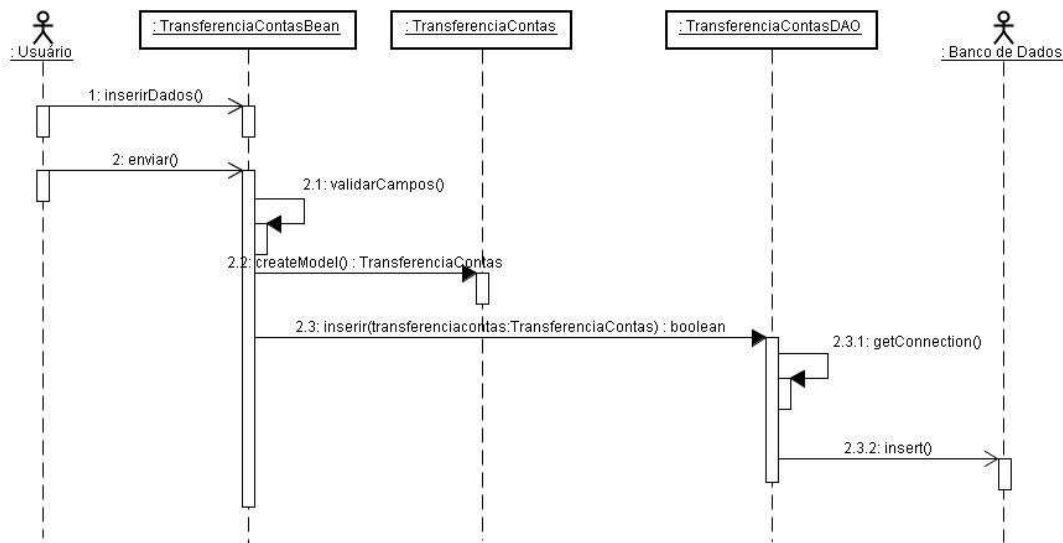 : TransferenciaContasBean
: TransferenciaContas
: TransferenciaContasDAO
: Usuário
: Banco de Dados
1: inserirDados()
2: enviar()
2.1: validarCampos()
2.2: createModel() : TransferenciaContas
2.3: inserir(transferenciacontas:TransferenciaContas) : boolean
2.3.1: getConnection()
2.3.2: insert()